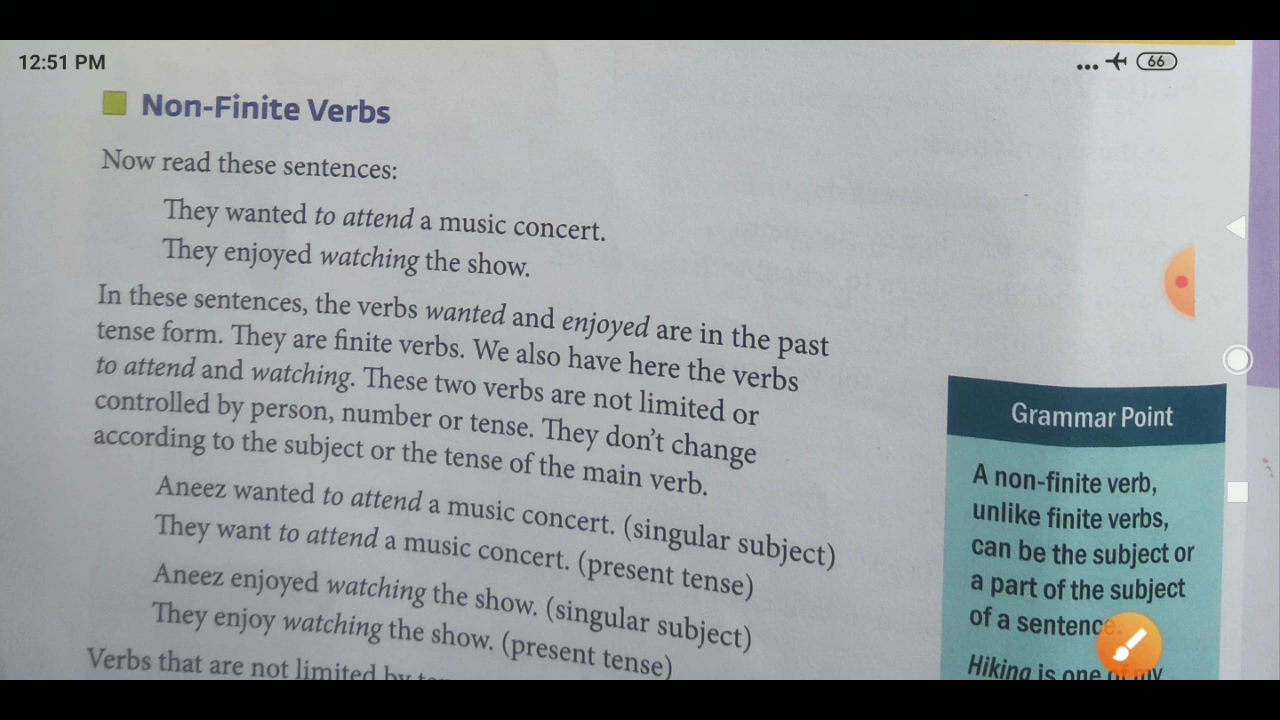 12:51 PM
66
Non-Finite Verbs
Now read these sentences:
They wanted to attend a music concert.
They enjoyed watching the show.
In these sentences, the verbs wanted and enjoyed are in the past
tense form. They are finite verbs. We also have here the verbs
to attend and watching. These two verbs are not limited or
controlled by person, number or tense. They don't change
according to the subject or the tense of the main verb.
Aneez wanted to attend a music concert. (singular subject)
They want to attend a music concert. (present tense)
Aneez enjoyed watching the show. (singular subject)
They enjoy watching the show. (present tense)
Verbs that are not limited by
Grammar Point
A non-finite verb,
unlike finite verbs,
can be the subject or
a part of the subject
of a sentence.
Hiking is one of my